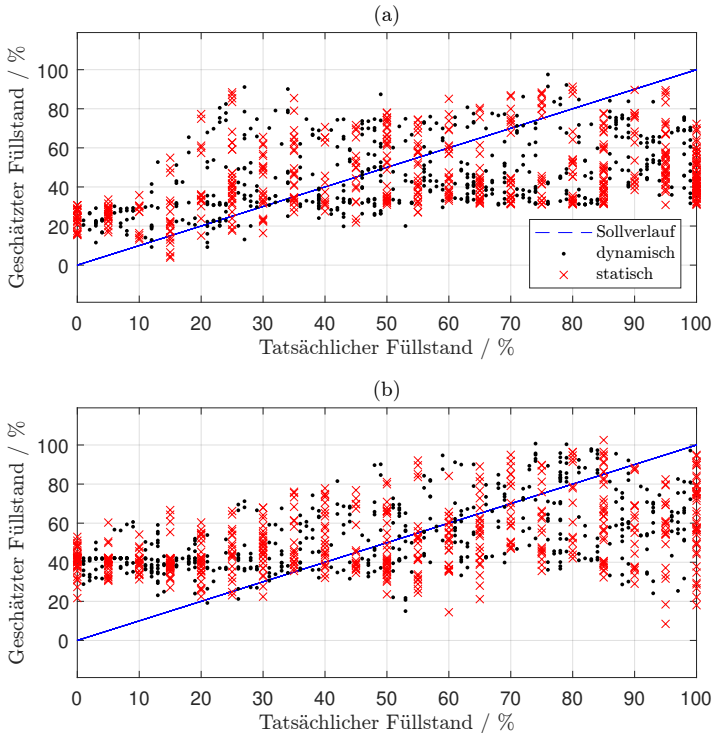 (a)
Geschätzter Füllstand / %
100
80
60
40
20
0
Sollverlauf
dynamisch
statisch
0 10 20 30 40 50 60 70 80 90 100
Tatsächlicher Füllstand / %
(b)
Geschätzter Füllstand / %
100
80
60
40
20
0
0 10 20 30 40 50 60 70 80 90 100
Tatsächlicher Füllstand / %